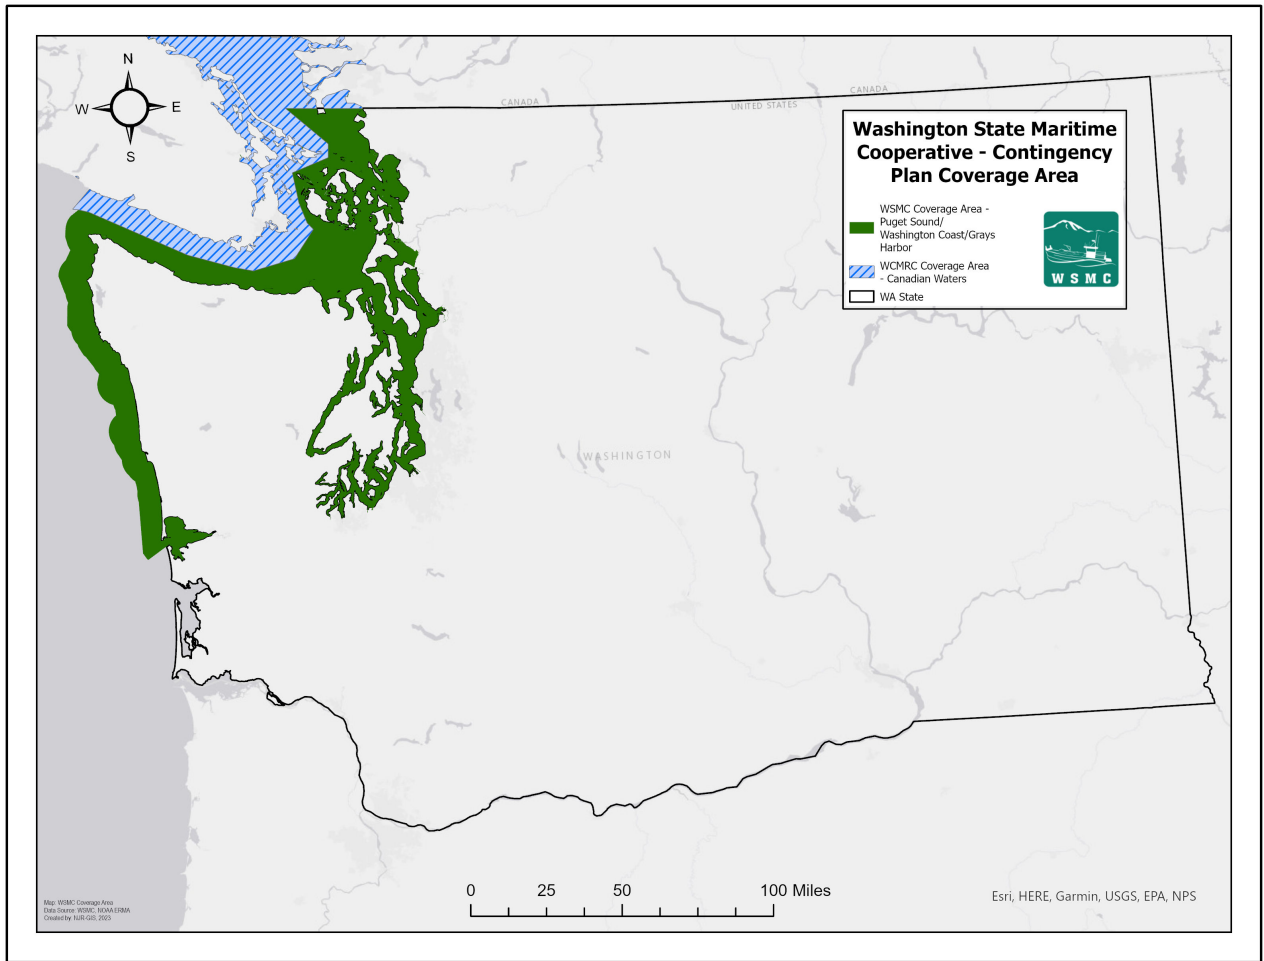 N
W
E
S
CANADA
UNITED STATES
CANADA
Washington State Maritime
Cooperative - Contingency
Plan Coverage Area
WSMC Coverage Area -
Puget Sound/
Washington Coast/Grays
Harbor
WCMRC Coverage Area
- Canadian Waters
WA State
WSMC
WASHINGTON
0 25 50 100 Miles
Esri, HERE, Garmin, USGS, EPA, NPS
Map: WSMC Coverage Area
Data Source: WSMC, NOAA ERMA
Created by: NJR-GIS, 2023